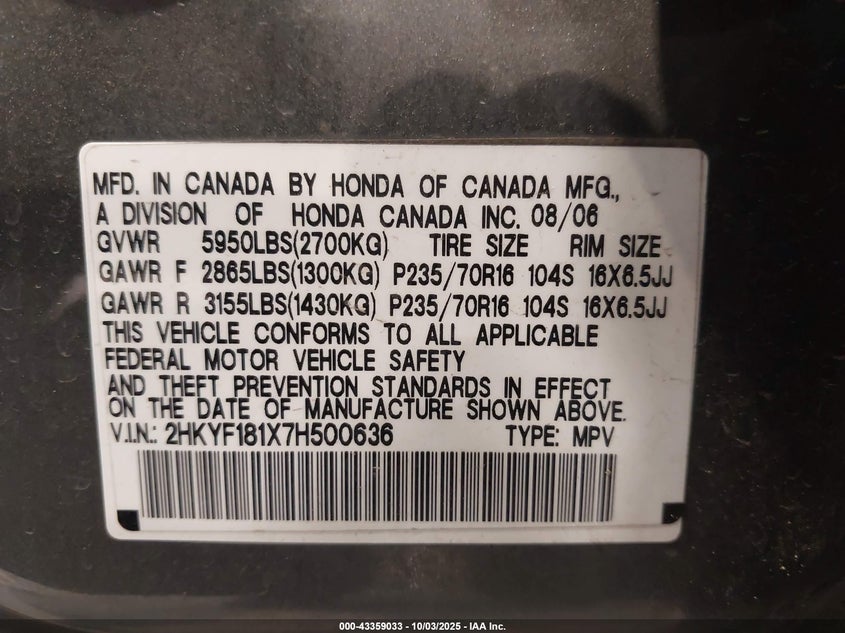 MFD. IN CANADA BY HONDA OF CANADA MFG.,
A DIVISION OF HONDA CANADA INC. 08/06
GVWR 5950LBS(2700KG) TIRE SIZE RIM SIZE
GAWR F 2865LBS(1300KG) P235/70R16 104S 16X6.5JJ
GAWR R 3155LBS(1430KG) P235/70R16 104S 16X6.5JJ
THIS VEHICLE CONFORMS TO ALL APPLICABLE
FEDERAL MOTOR VEHICLE SAFETY
AND THEFT PREVENTION STANDARDS IN EFFECT
ON THE DATE OF MANUFACTURE SHOWN ABOVE.
V.I.N.: 2HKYF181X7H500636 TYPE: MPV
000-43359033 - 10/03/2025 - IAA Inc.